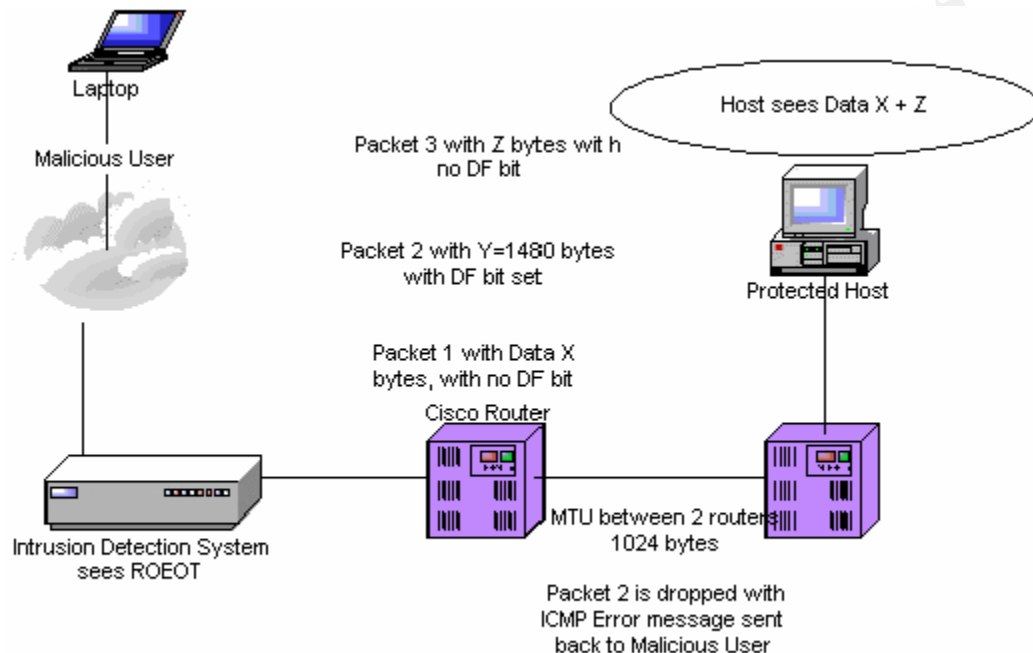 Laptop
Malicious User
Host sees Data X + Z
Packet 3 with Z bytes with
no DF bit
Packet 2 with Y=1480 bytes
with DF bit set
Protected Host
Packet 1 with Data X
bytes, with no DF bit
Cisco Router
Intrusion Detection System
sees ROEOT
MTU between 2 routers
1024 bytes
Packet 2 is dropped with
ICMP Error message sent
back to Malicious User